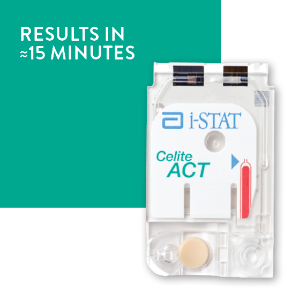 RESULTS IN
≈15 MINUTES
i-STAT
Celite
ACT